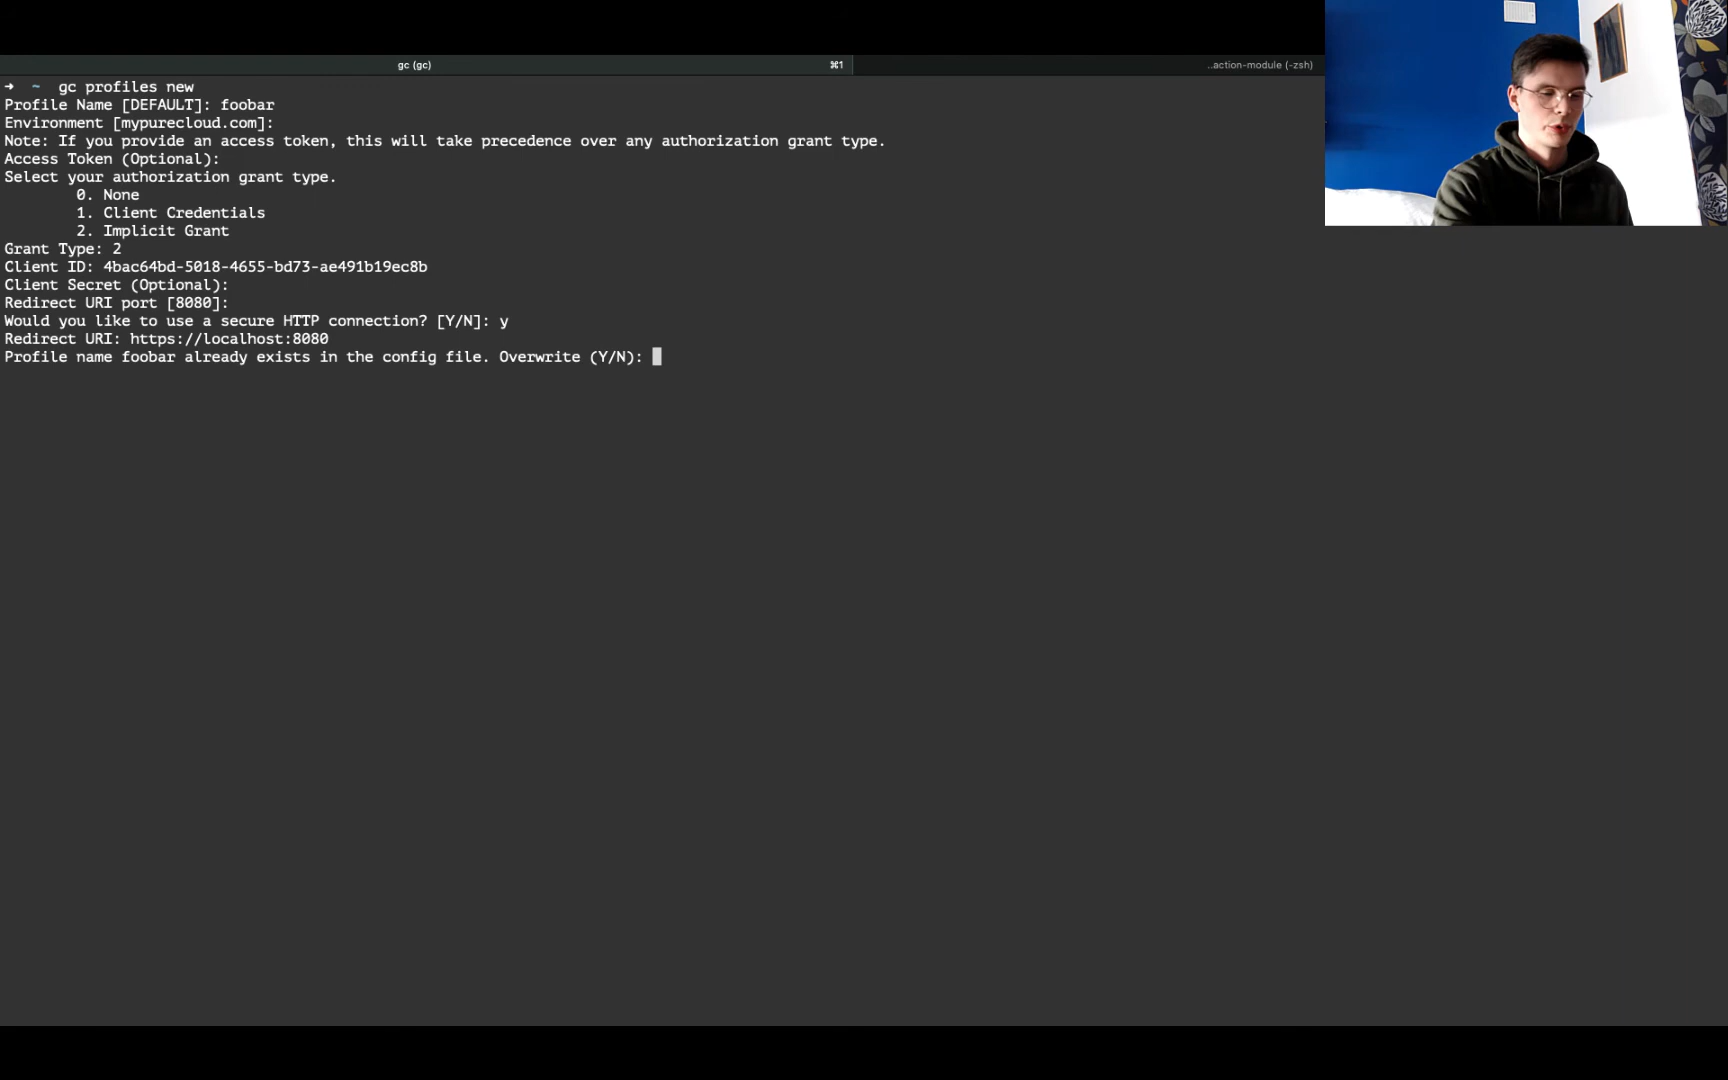 gc (gc) ⌘1 ..action-module (-zsh)
➜ ~ gc profiles new
Profile Name [DEFAULT]: foobar
Environment [mypurecloud.com]:
Note: If you provide an access token, this will take precedence over any authorization grant type.
Access Token (Optional):
Select your authorization grant type.
0. None
1. Client Credentials
2. Implicit Grant
Grant Type: 2
Client ID: 4bac64bd-5018-4655-bd73-ae491b19ec8b
Client Secret (Optional):
Redirect URI port [8080]:
Would you like to use a secure HTTP connection? [Y/N]: y
Redirect URI: https://localhost:8080
Profile name foobar already exists in the config file. Overwrite (Y/N):